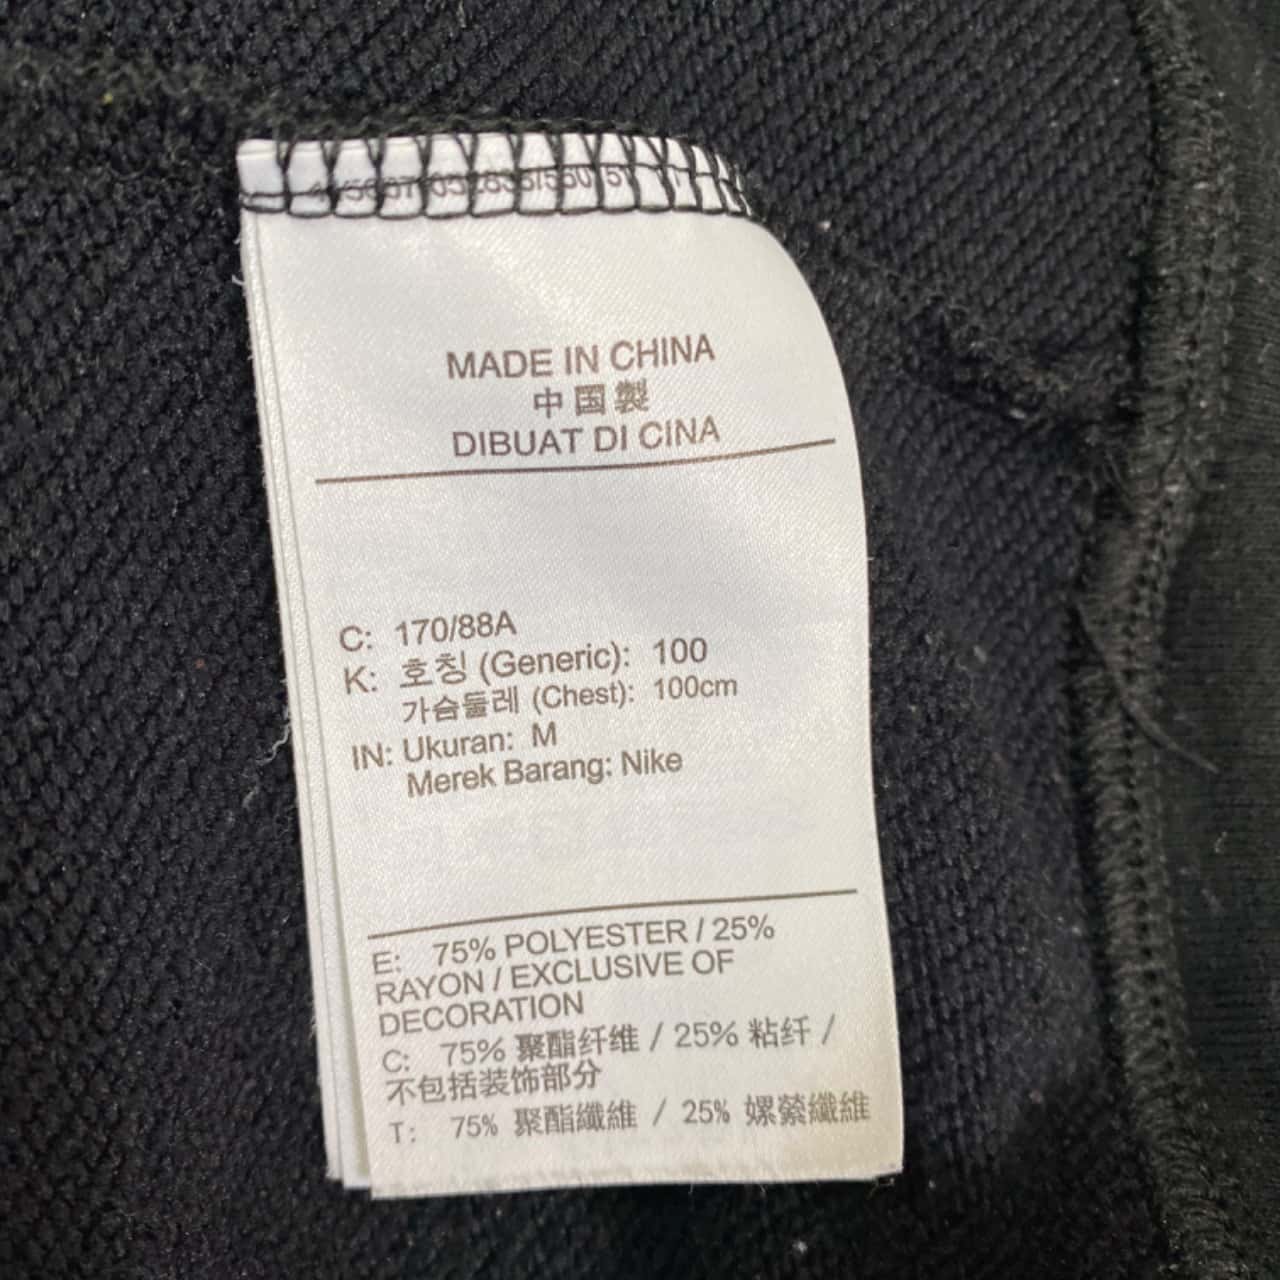 MADE IN CHINA
中国製
DIBUAT DI CINA
C: 170/88A
K: 호칭 (Generic): 100
가슴둘레 (Chest): 100cm
IN: Ukuran: M
Merek Barang: Nike
E: 75% POLYESTER / 25%
RAYON / EXCLUSIVE OF
DECORATION
C: 75% 聚酯纤维 / 25% 粘纤 /
不包括装饰部分
T: 75% 聚酯纖維 / 25% 嫘縈纖維